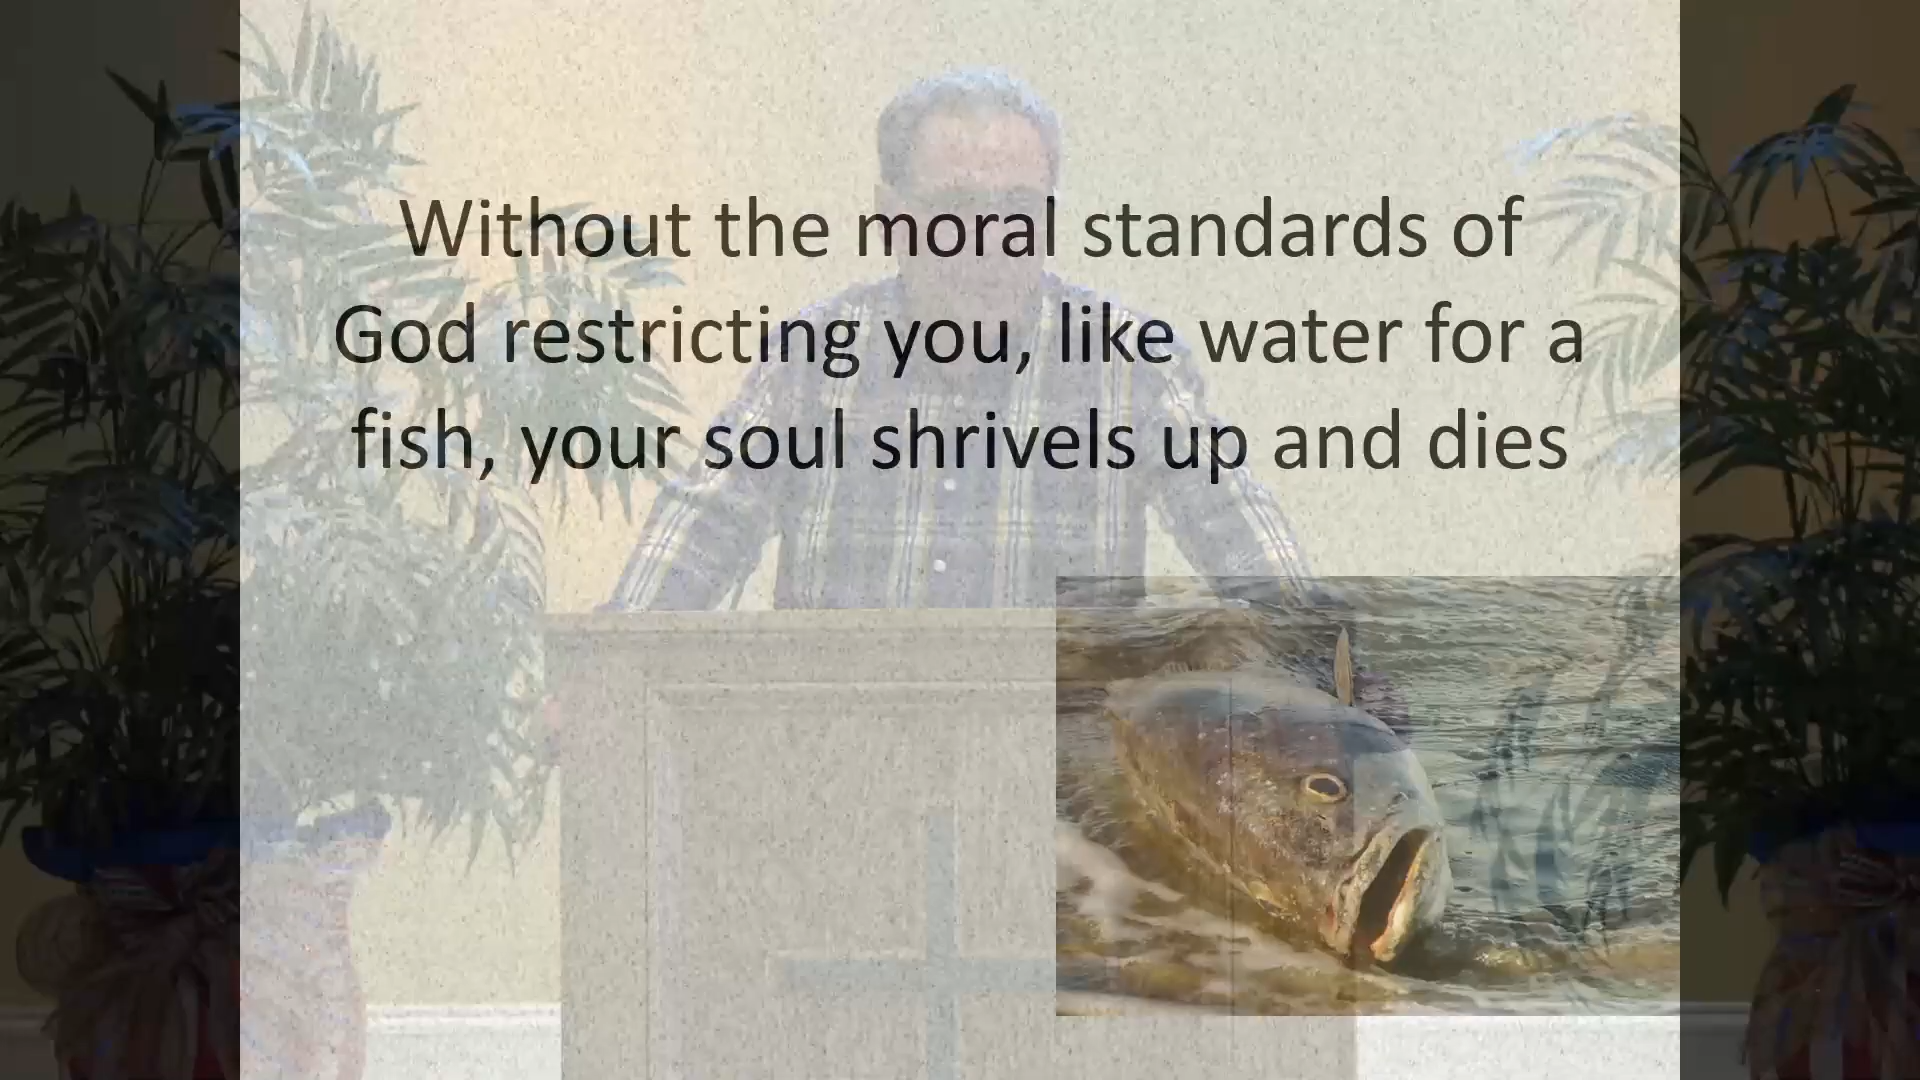 Without the moral standards of
God restricting you, like water for a
fish, your soul shrivels up and dies